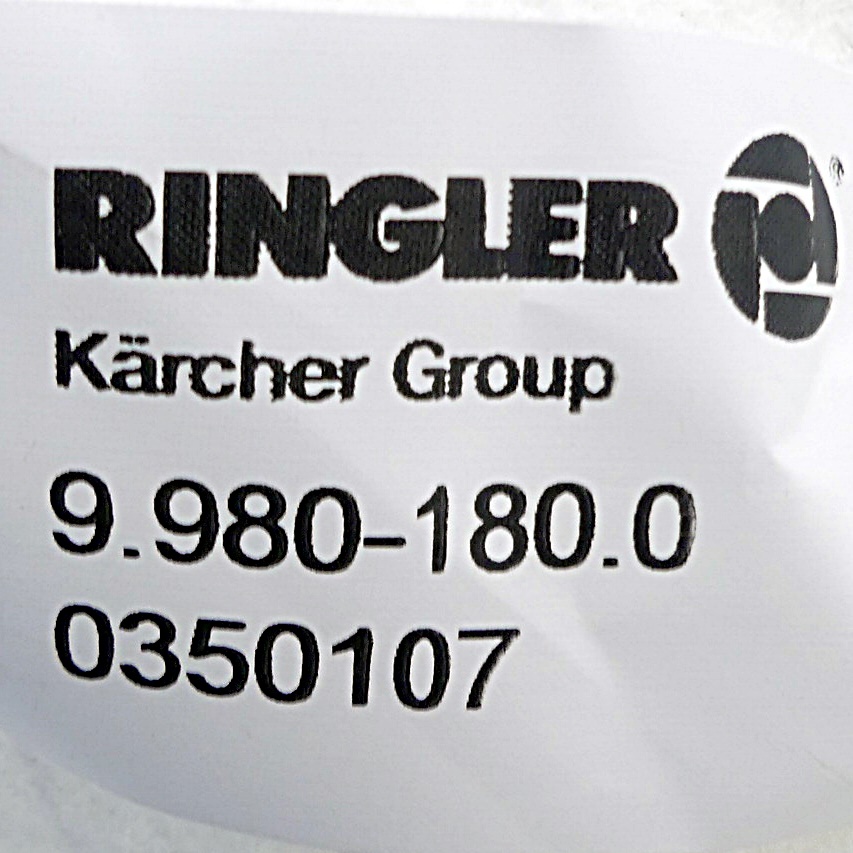 RINGLER
Kärcher Group
9.980-180.0
0350107